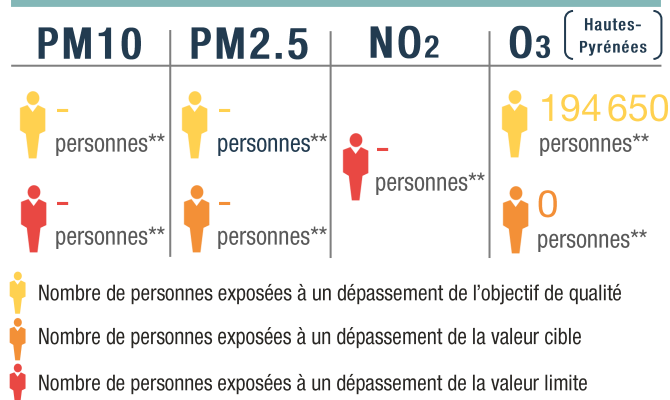 PM10 PM2.5 NO2 O3 Hautes-
Pyrénées
- - 194 650
personnes** personnes** personnes**
-
personnes**
- - 0
personnes** personnes** personnes**
Nombre de personnes exposées à un dépassement de l'objectif de qualité
Nombre de personnes exposées à un dépassement de la valeur cible
Nombre de personnes exposées à un dépassement de la valeur limite